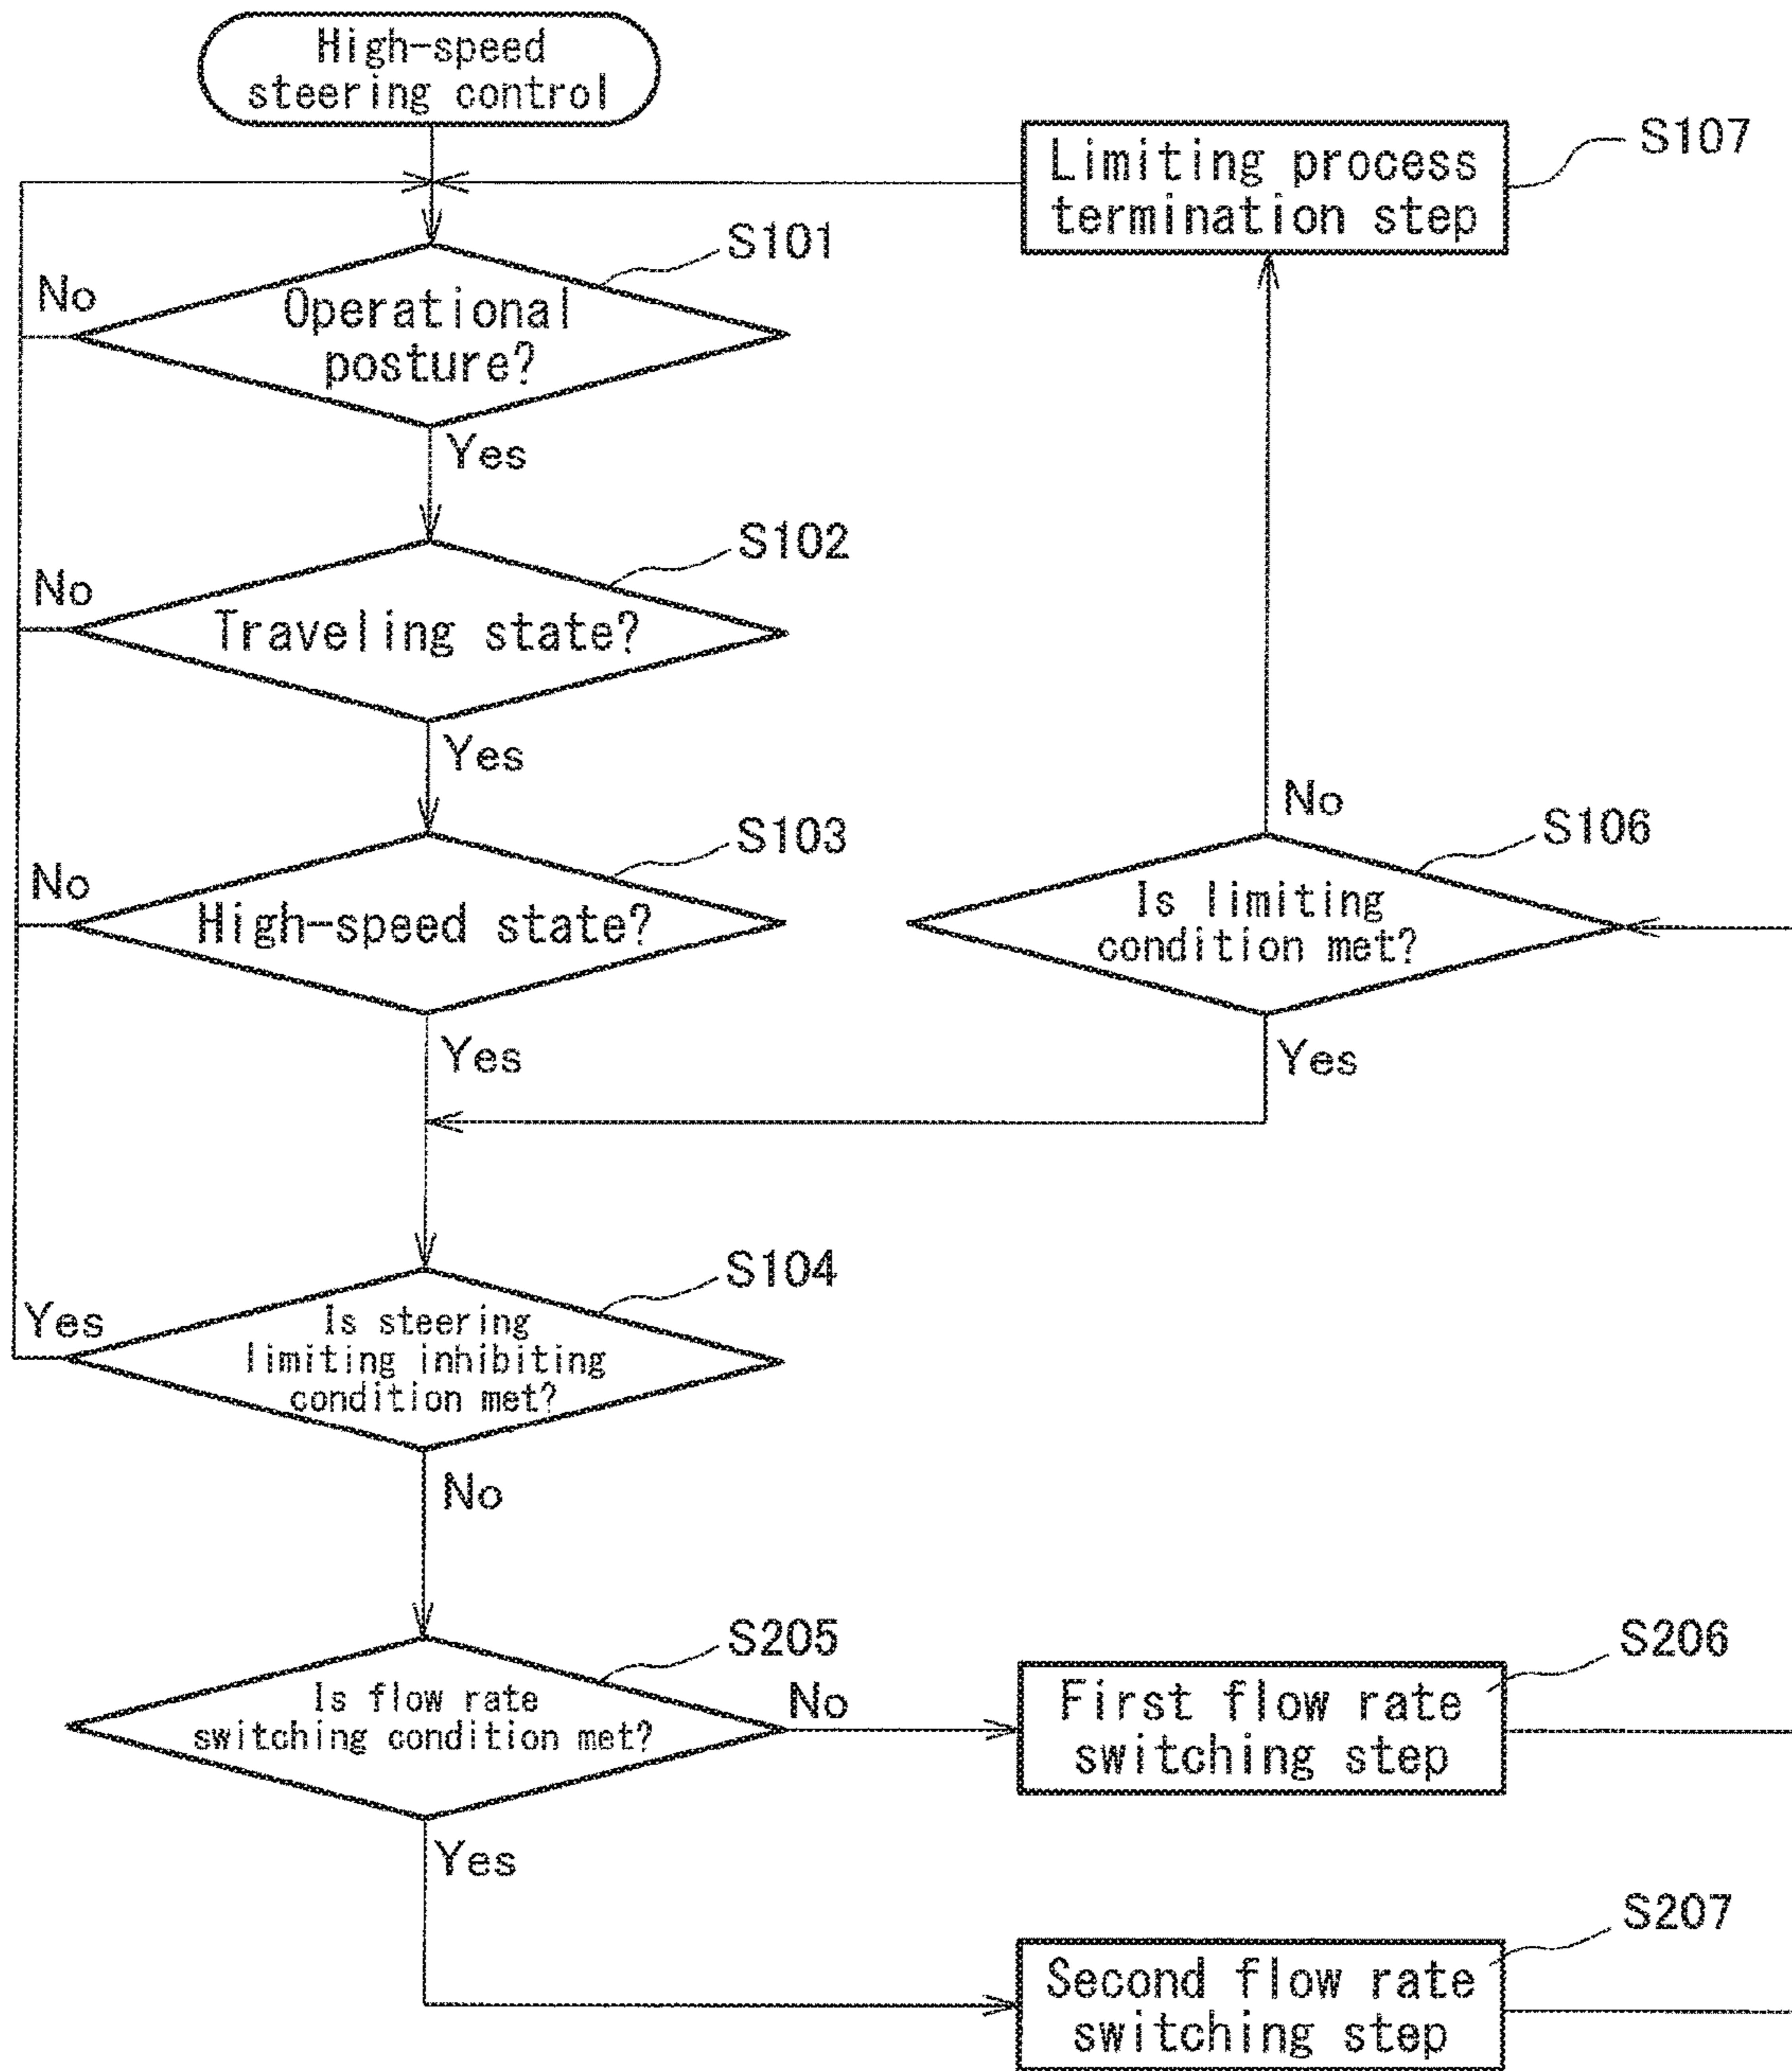 High-speed
steering control
S107
Limiting process
termination step
S101
No
Operational
posture?
Yes
S102
No
Traveling state?
Yes
No
S103
S106
No
High-speed state?
Is limiting
condition met?
Yes
Yes
S104
Yes
Is steering
limiting inhibiting
condition met?
No
S205
S206
Is flow rate
switching condition met?
No
First flow rate
switching step
Yes
S207
Second flow rate
switching step